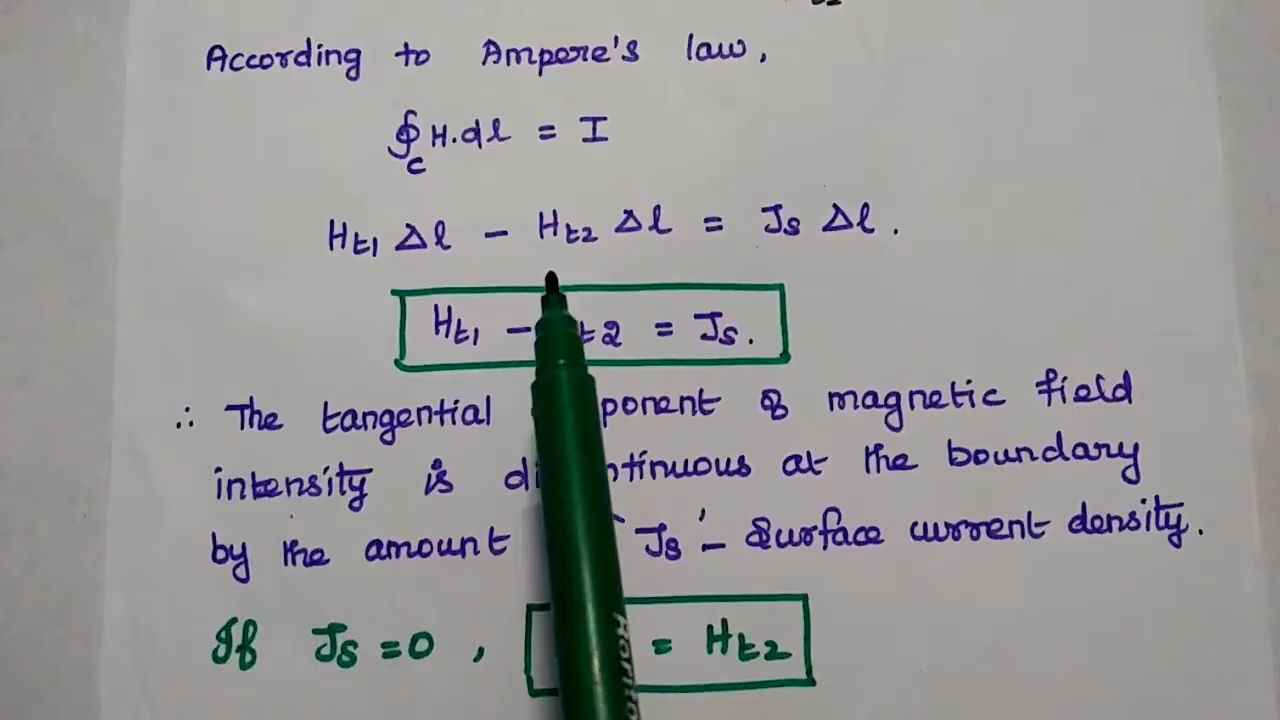 According to Ampere's law,
∮c H.dl = I
Ht1 Δl - Ht2 Δl = Js Δl.
Ht1 - t2 = Js.
∴ The tangential ponent of magnetic field
intensity is di ntinuous at the boundary
by the amount 'Js' - Surface current density.
If Js = 0, = Ht2